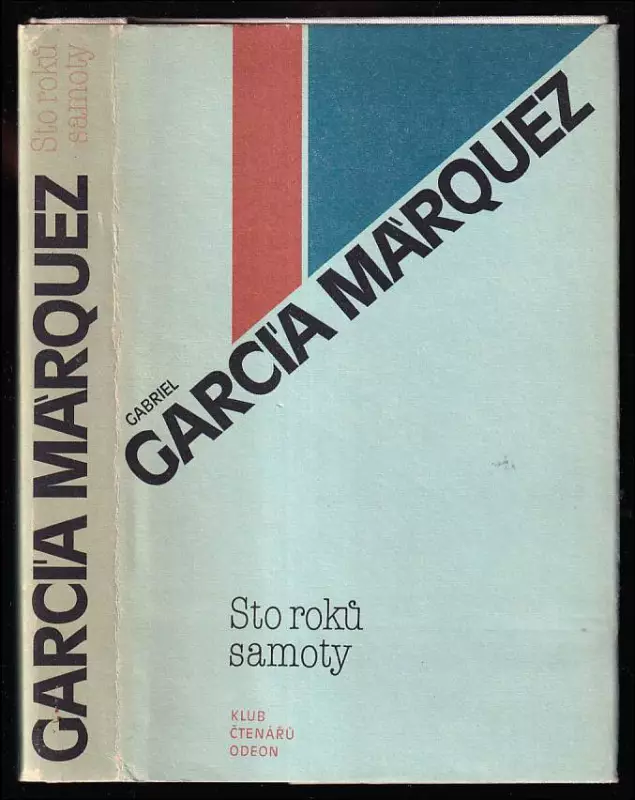 Sto roků
samoty
GARCÍA MÁRQUEZ
GABRIEL
GARCÍA MÁRQUEZ
Sto roků
samoty
KLUB
ČTENÁŘŮ
ODEON